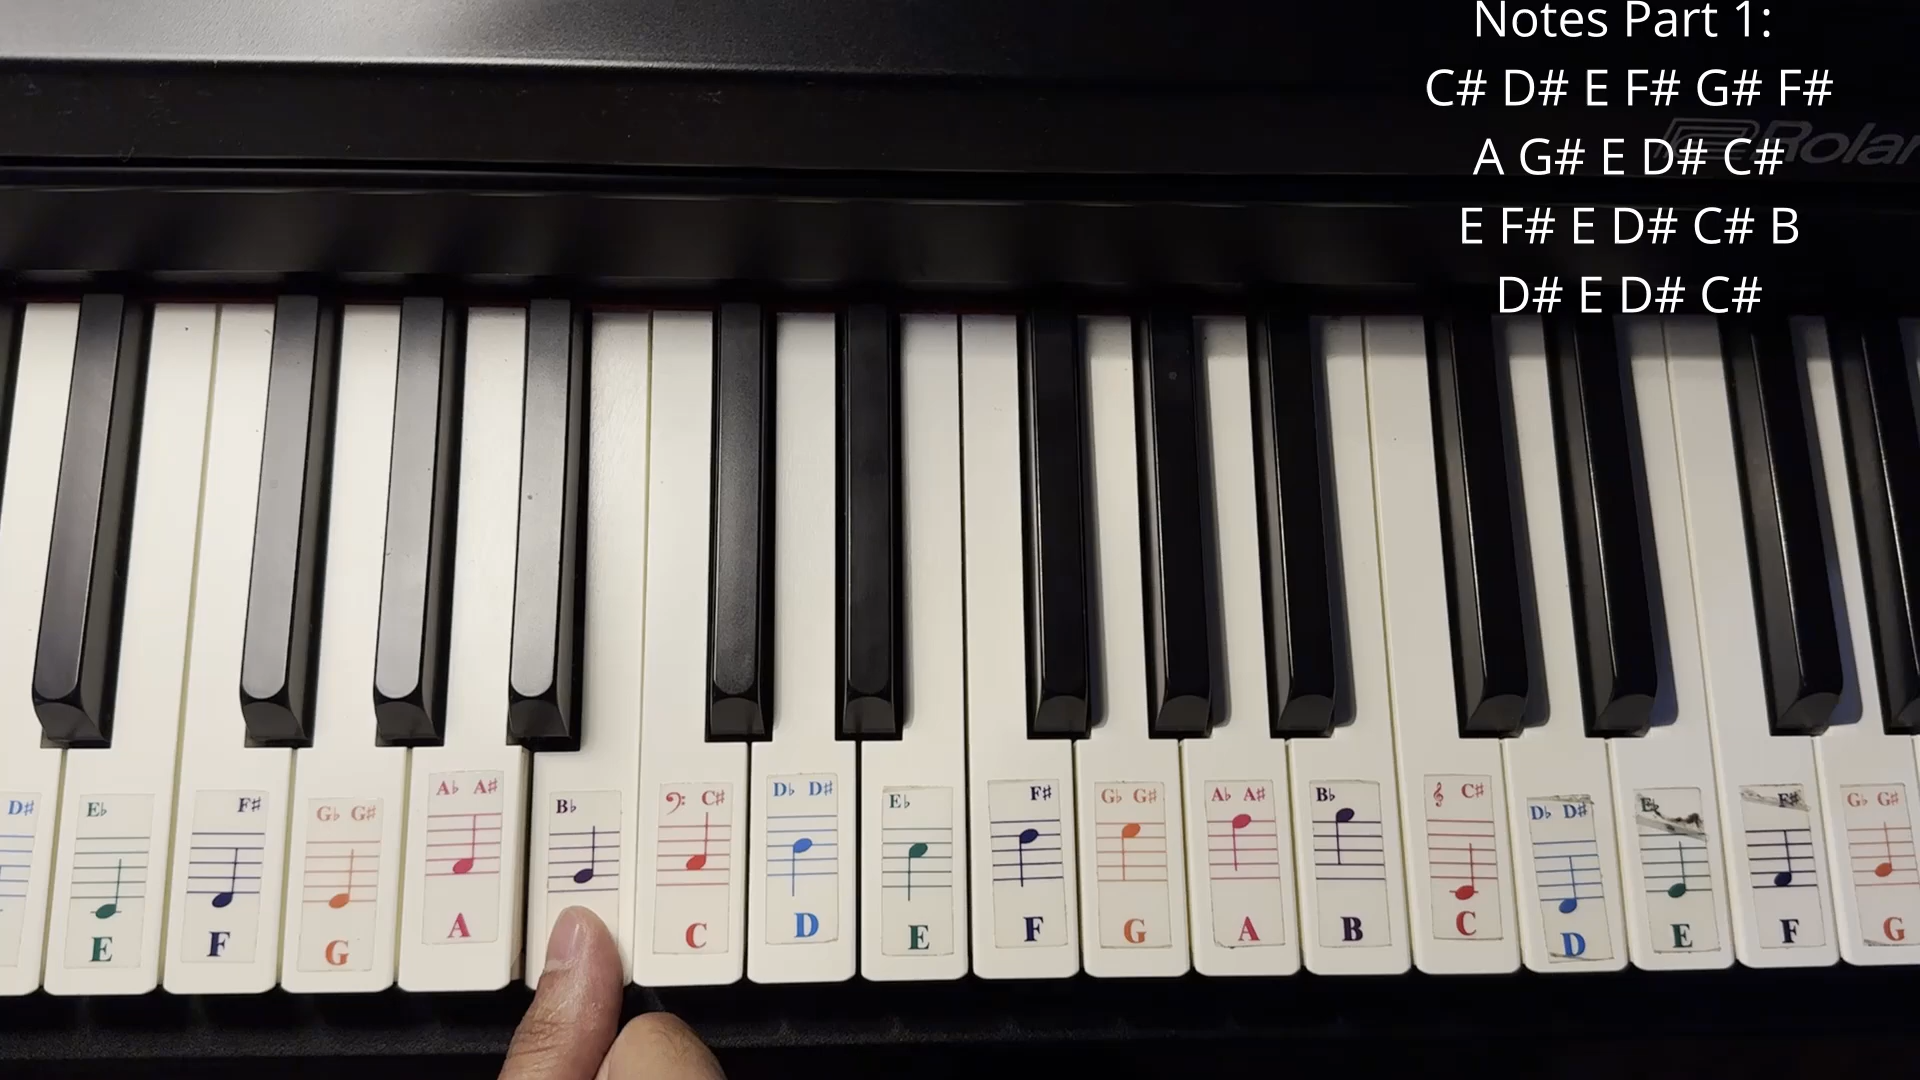 Notes Part 1:
C# D# E F# G# F#
A G# E D# C#
E F# E D# C# B
D# E D# C#
D♯
E♭
F♯
G♭ G♯
A♭ A♯
B♭
C♯
D♭ D♯
E♭
F♯
G♭ G♯
A♭ A♯
B♭
C♯
D♭ D♯
E♭
F♯
G♭ G♯
E F G A C D E F G A B C D E F G